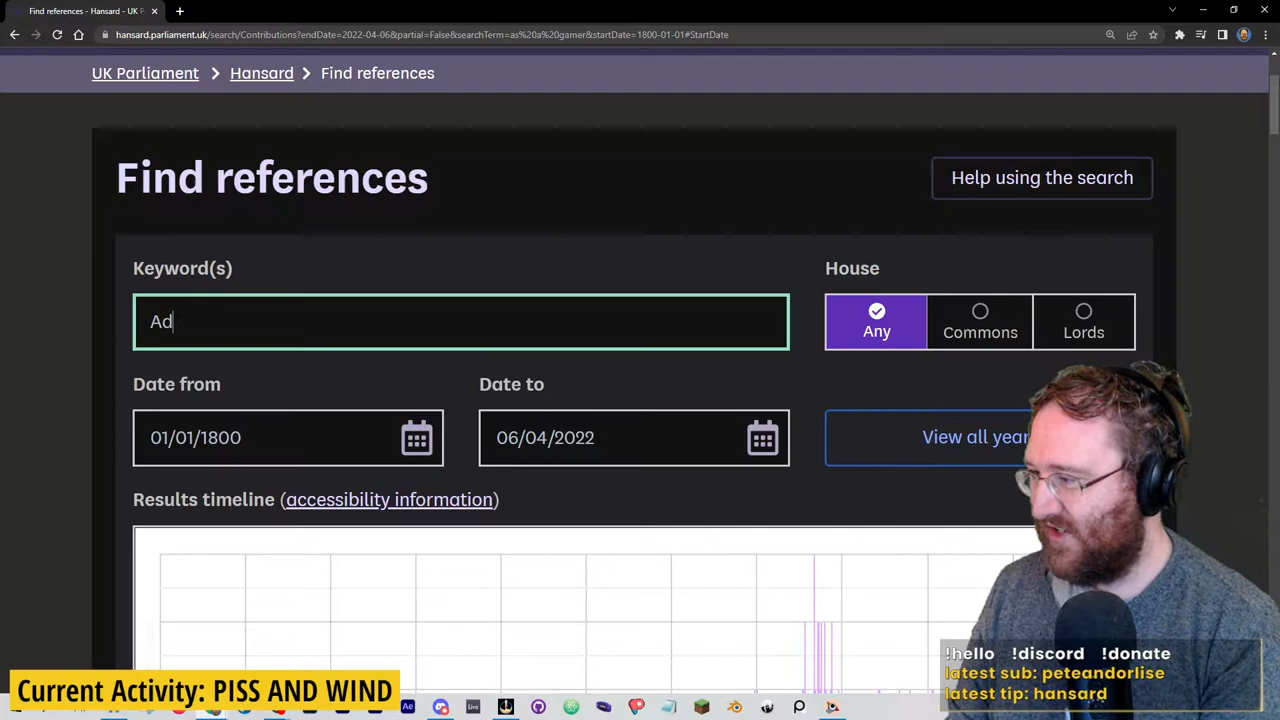 Find references - Hansard - UK P
hansard.parliament.uk/search/Contributions?endDate=2022-04-06&partial=False&searchTerm=as%20a%20gamer&startDate=1800-01-01#StartDate
UK Parliament > Hansard > Find references
Find references
Help using the search
Keyword(s)
House
Ad
Any
Commons
Lords
Date from
Date to
01/01/1800
06/04/2022
View all year
Results timeline (accessibility information)
!hello !discord !donate
latest sub: peteandorlise
latest tip: hansard
Current Activity: PISS AND WIND
Ae
Live